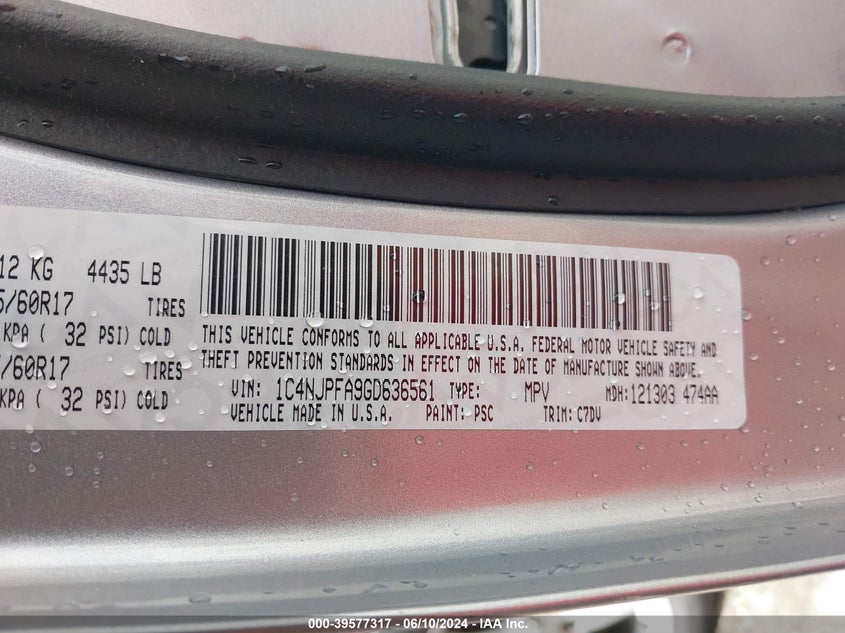 12 KG 4435 LB
/60R17 TIRES
KPA ( 32 PSI) COLD
/60R17 TIRES
KPA ( 32 PSI) COLD
THIS VEHICLE CONFORMS TO ALL APPLICABLE U.S.A. FEDERAL MOTOR VEHICLE SAFETY AND
THEFT PREVENTION STANDARDS IN EFFECT ON THE DATE OF MANUFACTURE SHOWN ABOVE.
VIN: 1C4NJPFA9GD636561 TYPE: MPV MDH:121303 474AA
VEHICLE MADE IN U.S.A. PAINT: PSC TRIM: C7DV
000-39577317 - 06/10/2024 - IAA Inc.